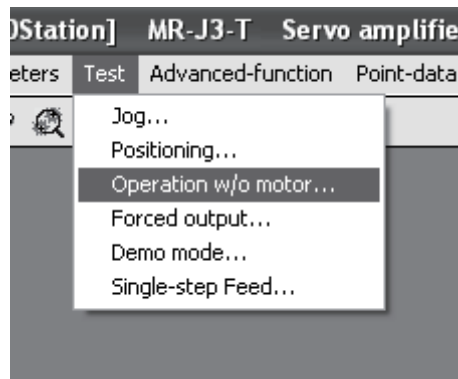 OStation] MR-J3-T Servo amplifie
eters Test Advanced-function Point-data
Jog...
Positioning...
Operation w/o motor...
Forced output...
Demo mode...
Single-step Feed...